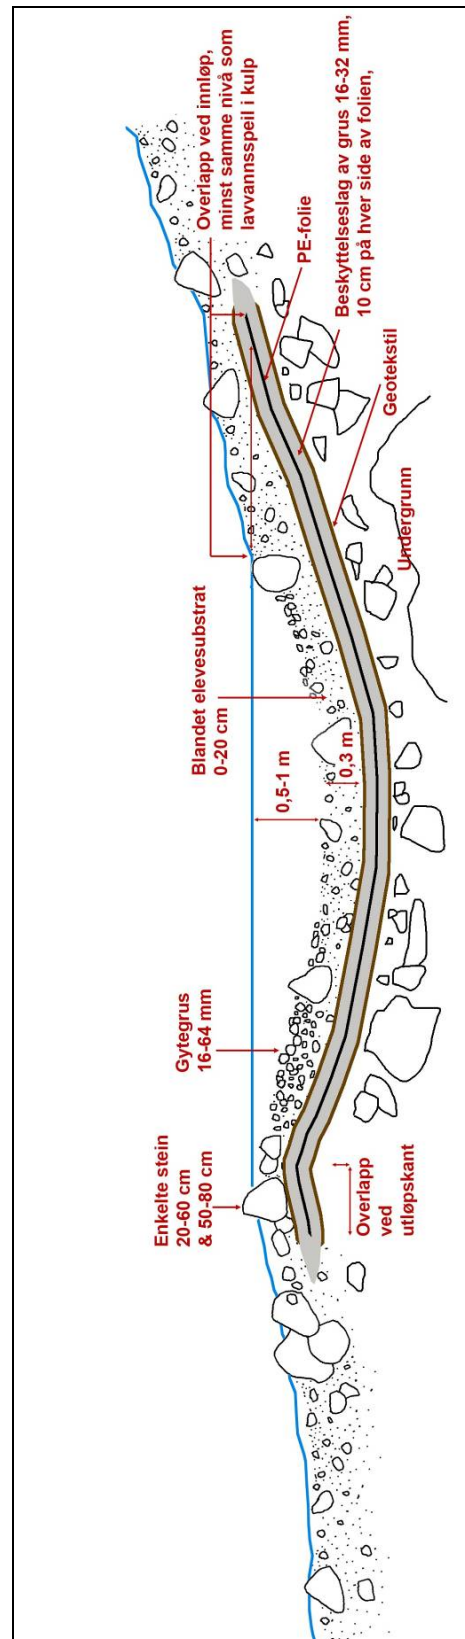 Enkelte stein
20-60 cm
& 50-80 cm
Gytegrus
16-64 mm
Blandet elevesubstrat
0-20 cm
Overlapp ved innløp,
minst samme nivå som
lavvannsspeil i kulp
0,5-1 m
0,3 m
PE-folie
Beskyttelseslag av grus 16-32 mm,
10 cm på hver side av folien,
Geotekstil
Undergrunn
Overlapp
ved
utløpskant